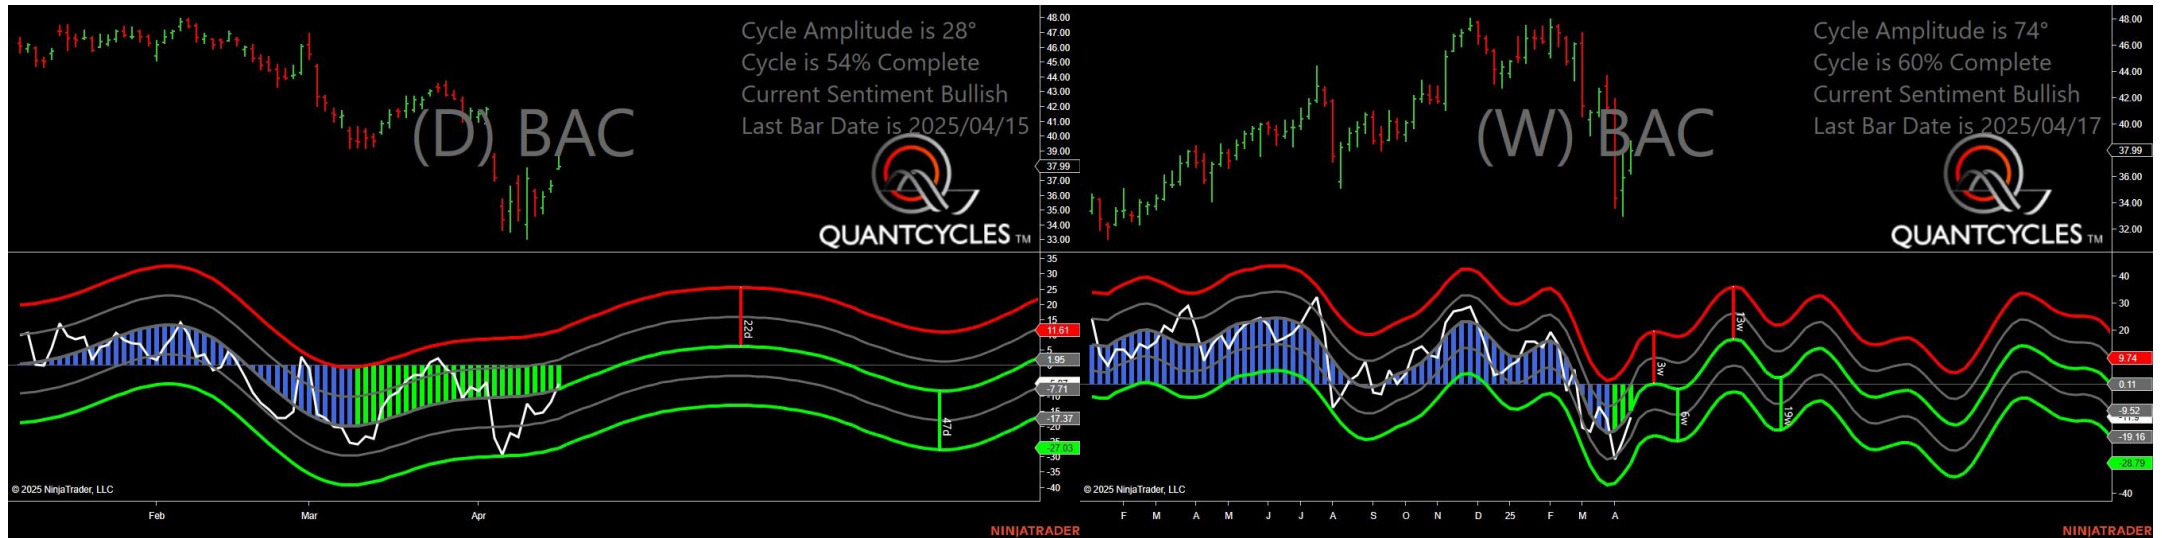 Cycle Amplitude is 28°
Cycle is 54% Complete
Current Sentiment Bullish
Last Bar Date is 2025/04/15
(D) BAC
QUANTCYCLES TM
48.00
47.00
46.00
45.00
44.00
43.00
42.00
41.00
40.00
39.00
37.99
37.00
36.00
35.00
34.00
33.00
35
30
25
20
15
11.61
5
1.95
0
-7.71
-10
-17.37
-20
-27.03
-30
-35
-40
22d
47d
© 2025 NinjaTrader, LLC
Feb Mar Apr
NINJATRADER
Cycle Amplitude is 74°
Cycle is 60% Complete
Current Sentiment Bullish
Last Bar Date is 2025/04/17
(W) BAC
QUANTCYCLES TM
48.00
46.00
44.00
42.00
40.00
37.99
36.00
34.00
32.00
40
30
20
9.74
0.11
-9.52
-19.16
-28.79
-40
3w
6w
13w
19w
© 2025 NinjaTrader, LLC
F M A M J J A S O N D 25 F M A
NINJATRADER